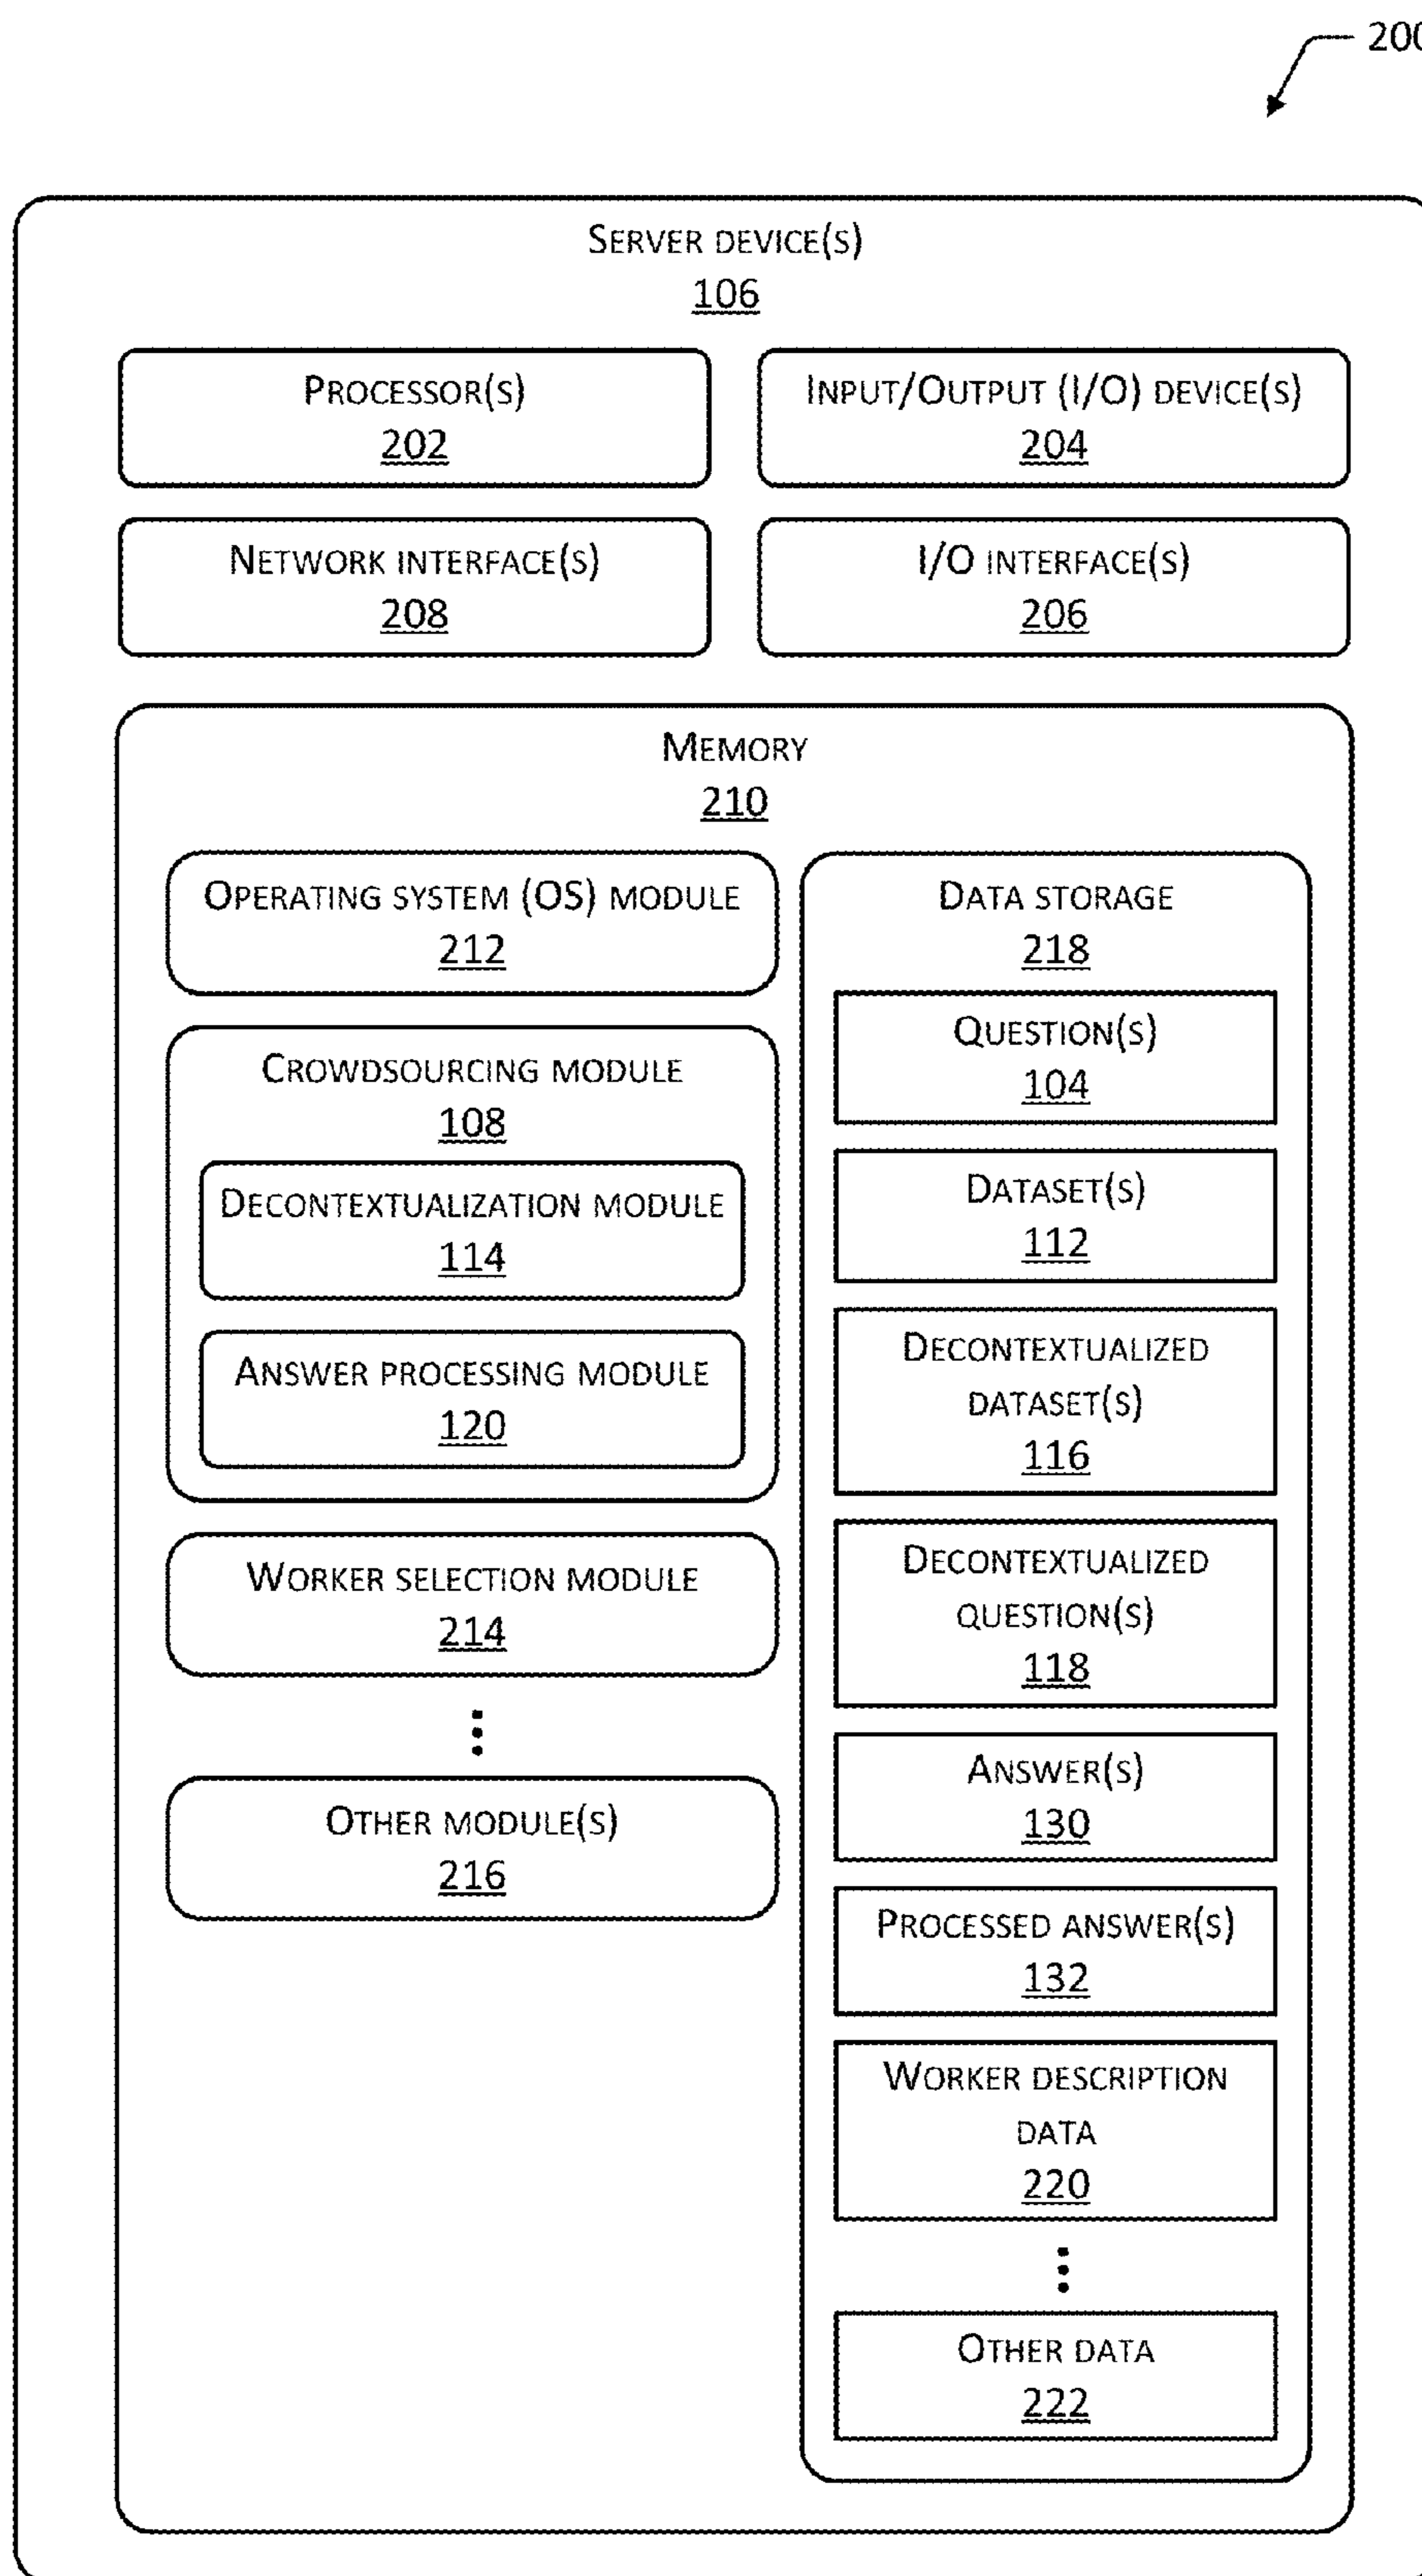 200
SERVER DEVICE(S)
106
PROCESSOR(S)
202
INPUT/OUTPUT (I/O) DEVICE(S)
204
NETWORK INTERFACE(S)
208
I/O INTERFACE(S)
206
MEMORY
210
OPERATING SYSTEM (OS) MODULE
212
CROWDSOURCING MODULE
108
DECONTEXTUALIZATION MODULE
114
ANSWER PROCESSING MODULE
120
WORKER SELECTION MODULE
214
OTHER MODULE(S)
216
DATA STORAGE
218
QUESTION(S)
104
DATASET(S)
112
DECONTEXTUALIZED
DATASET(S)
116
DECONTEXTUALIZED
QUESTION(S)
118
ANSWER(S)
130
PROCESSED ANSWER(S)
132
WORKER DESCRIPTION
DATA
220
OTHER DATA
222